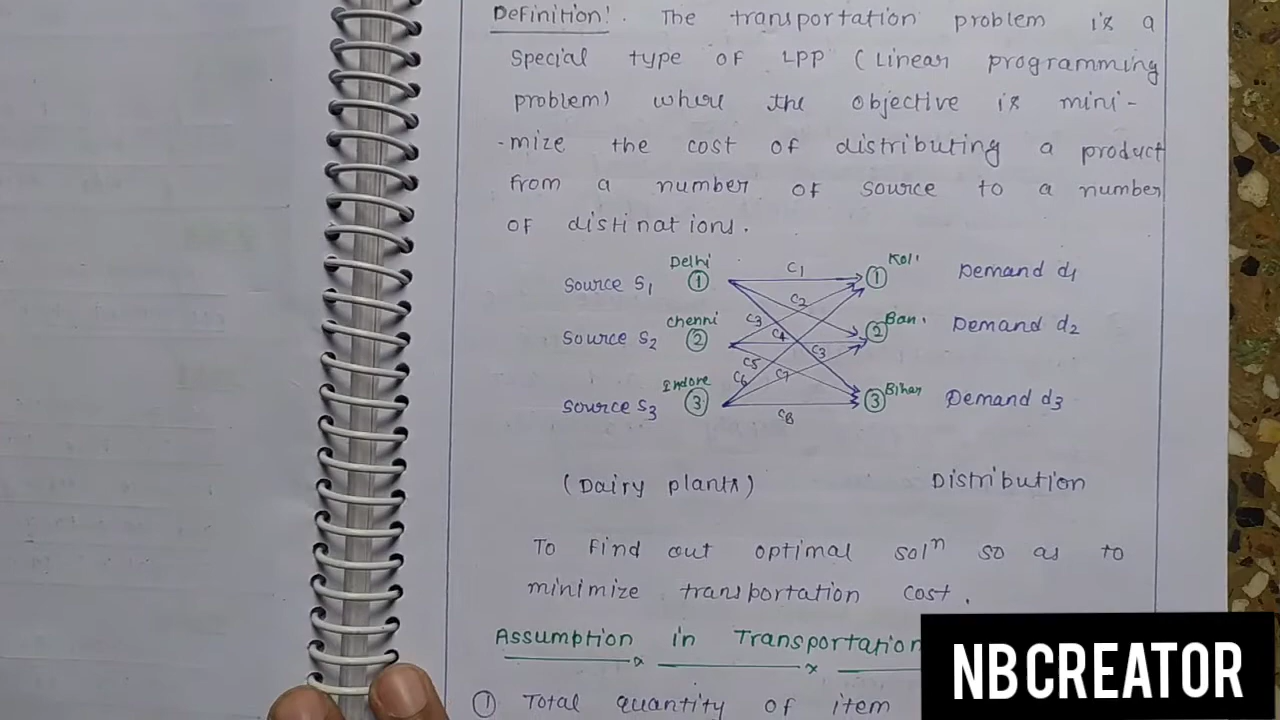 Definition:. The transportation problem is a
special type of LPP (Linear programming
problem) where the objective is mini-
-mize the cost of distributing a product
from a number of source to a number
of distinations.
Source S1 Delhi 1 C1 1 Kol. Demand d1
C2
Source S2 Chenni 2 C3 C4 C3 2 Ban. Demand d2
C5 C6 C7
Source S3 Indore 3 C8 3 Bihar Demand d3
(Dairy plants) Distribution
To find out optimal solⁿ so as to
minimize transportation cost.
Assumption in Transportation
① Total quantity of item
NB CREATOR